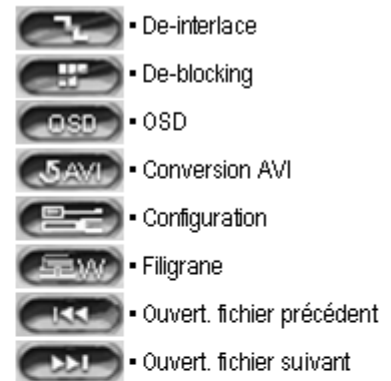 ▪ De-interlace
▪ De-blocking
OSD ▪ OSD
AVI ▪ Conversion AVI
▪ Configuration
W ▪ Filigrane
▪ Ouvert. fichier précédent
▪ Ouvert. fichier suivant